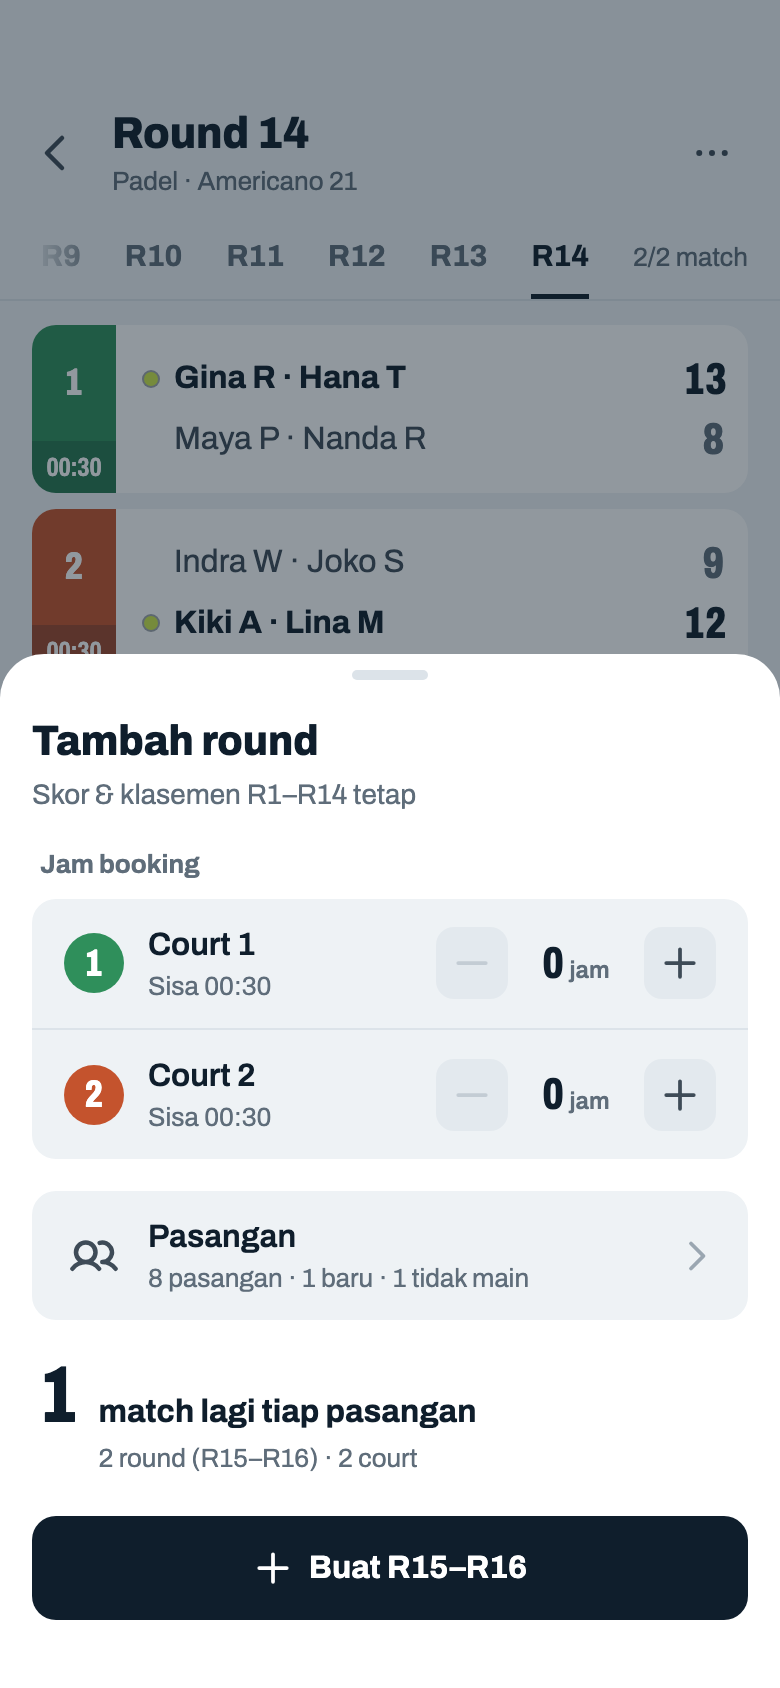 Round 14
Padel · Americano 21
R9 R10 R11 R12 R13 R14 2/2 match
1
Gina R · Hana T 13
Maya P · Nanda R 8
00:30
2
Indra W · Joko S 9
Kiki A · Lina M 12
00:30
Tambah round
Skor & klasemen R1–R14 tetap
Jam booking
1 Court 1 0 jam
Sisa 00:30
2 Court 2 0 jam
Sisa 00:30
Pasangan
8 pasangan · 1 baru · 1 tidak main
1 match lagi tiap pasangan
2 round (R15–R16) · 2 court
Buat R15–R16